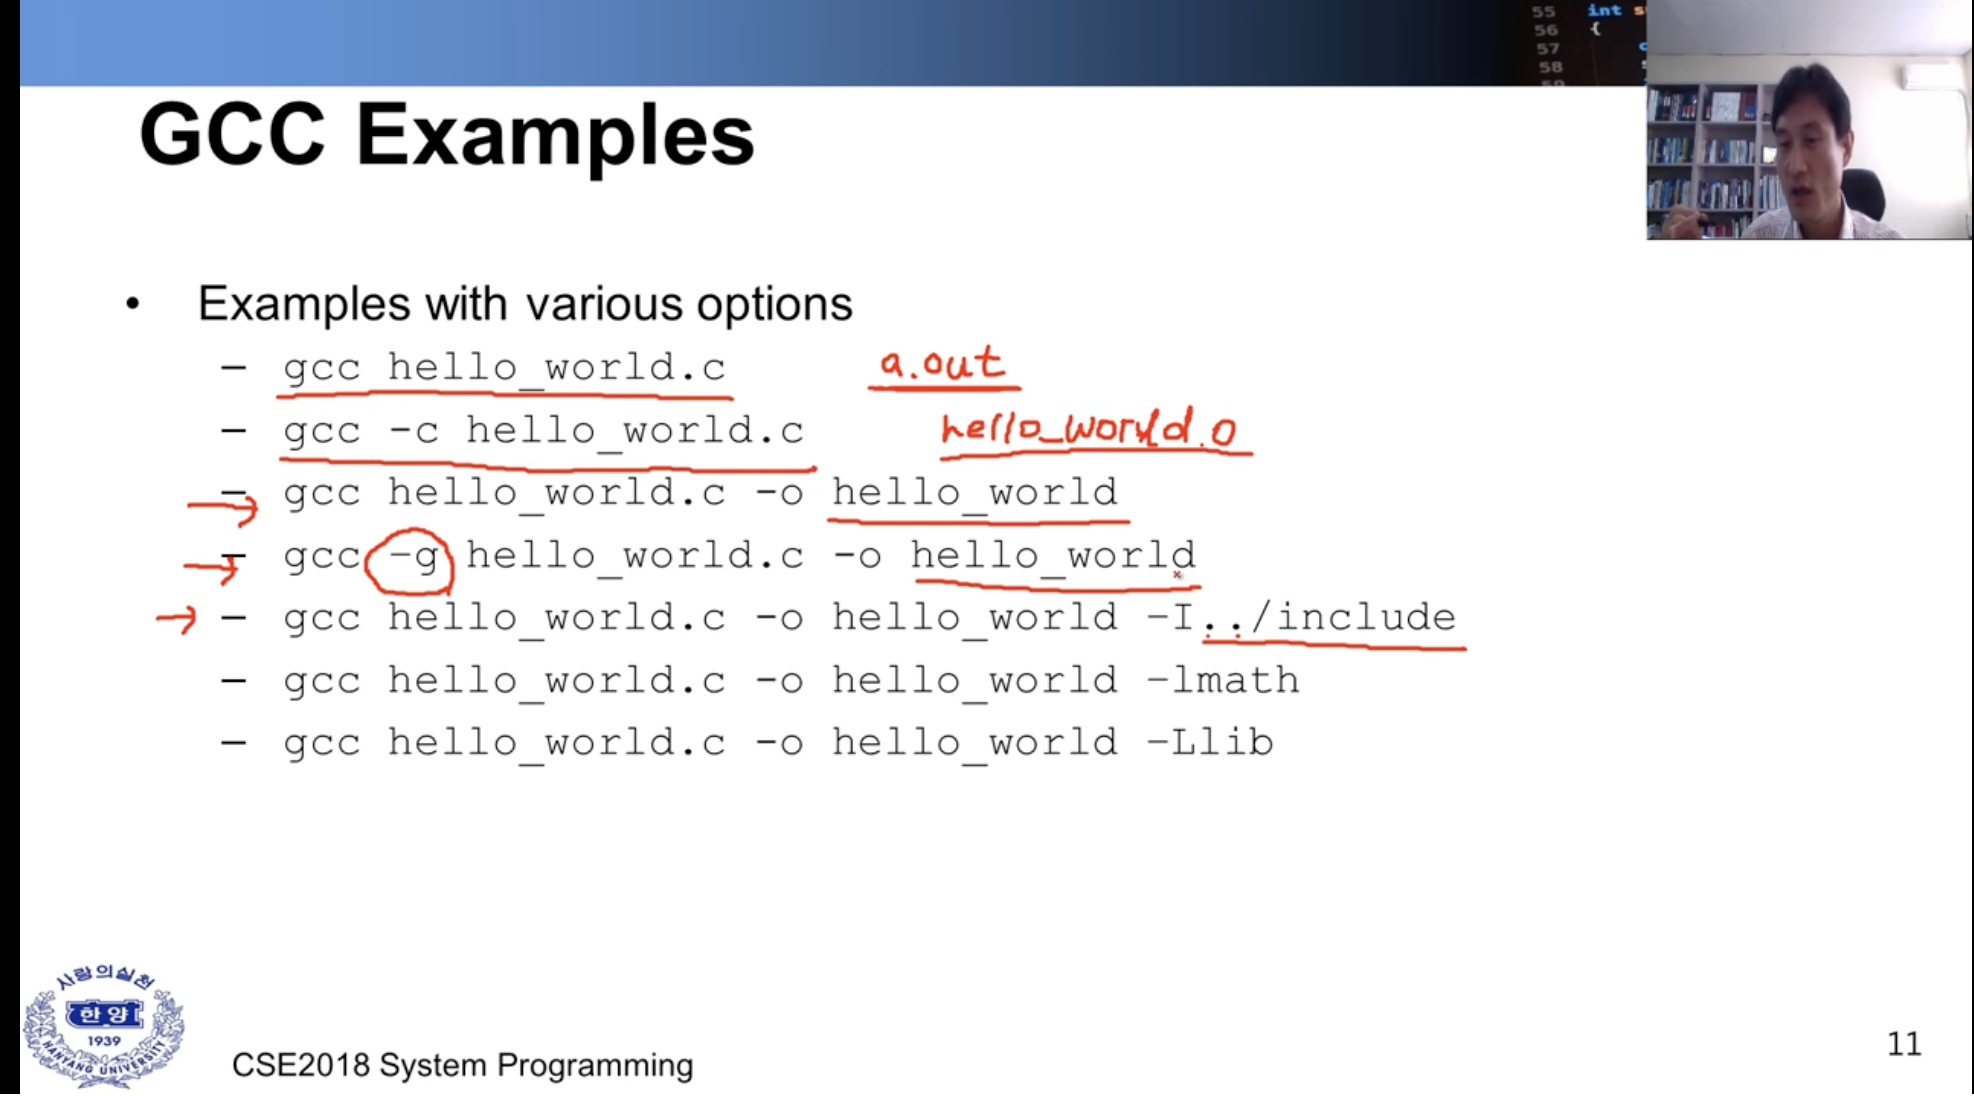 55 int s
56 {
57
58
59
GCC Examples
• Examples with various options
– gcc hello_world.c a.out
– gcc -c hello_world.c hello_world.o
– gcc hello_world.c -o hello_world
– gcc -g hello_world.c -o hello_world
– gcc hello_world.c -o hello_world -I../include
– gcc hello_world.c -o hello_world -lmath
– gcc hello_world.c -o hello_world -Llib
사랑의실천
한양
1939
HANYANG UNIVERSITY
CSE2018 System Programming
11